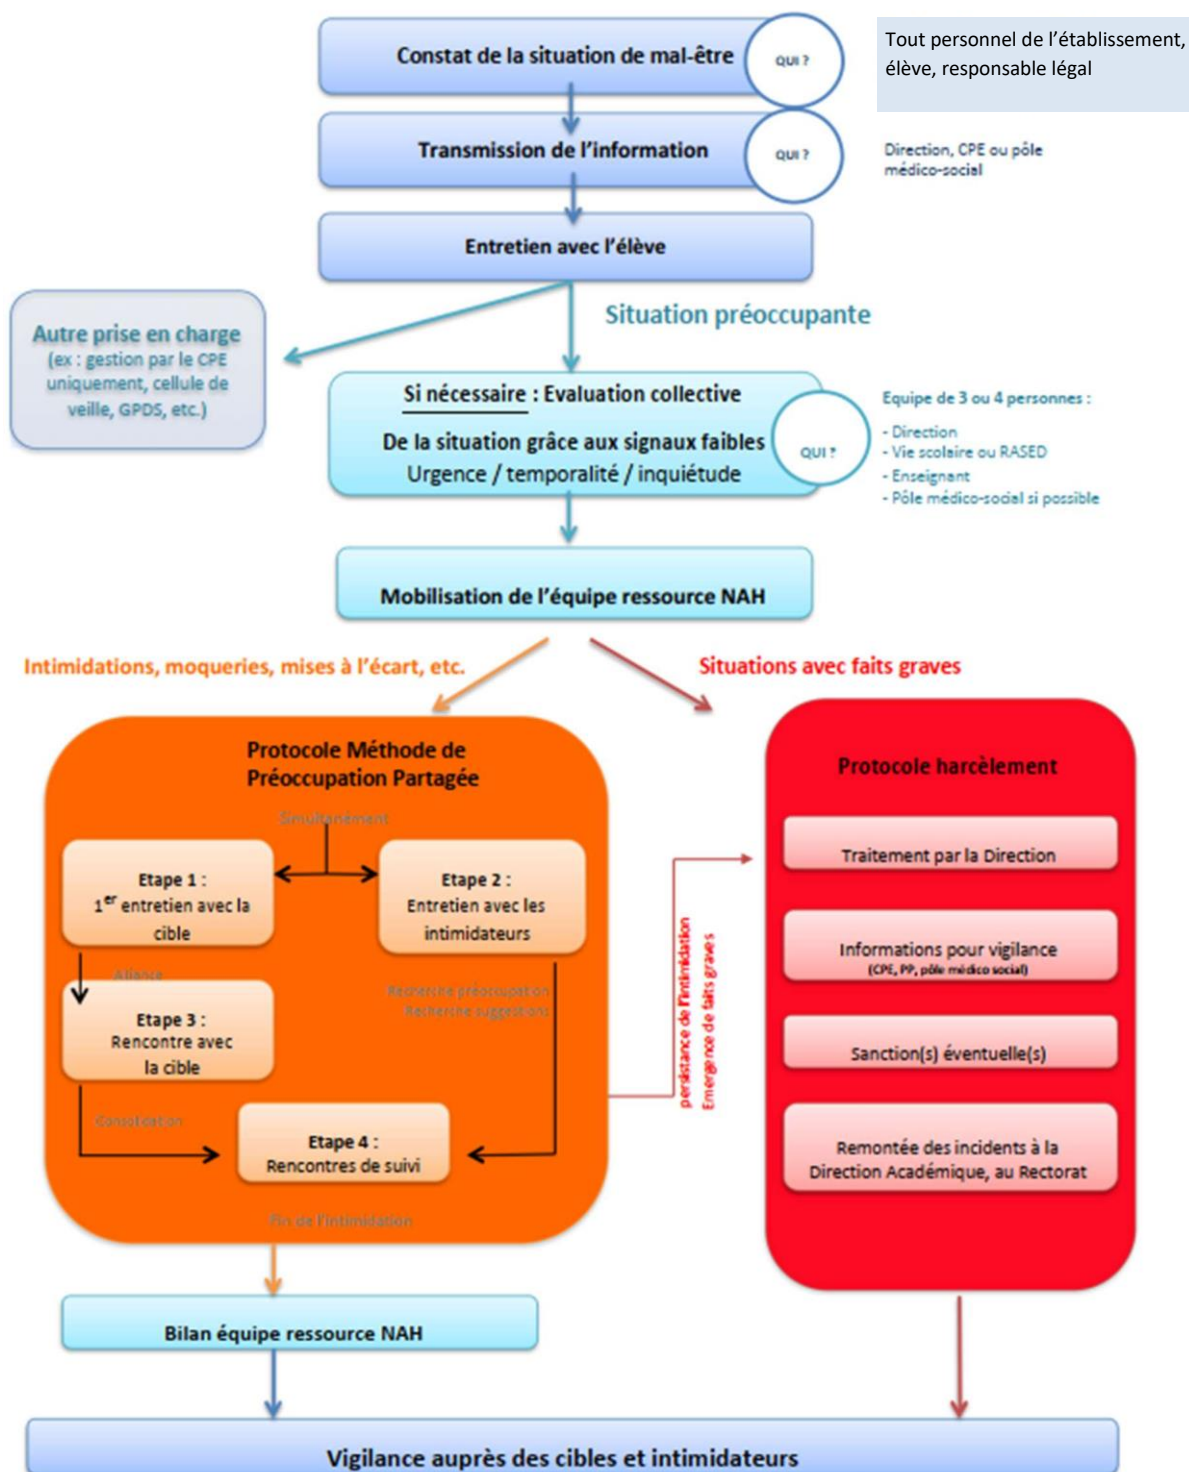 Constat de la situation de mal-être
QUI ?
Tout personnel de l’établissement,
élève, responsable légal
Transmission de l’information
QUI ?
Direction, CPE ou pôle
médico-social
Entretien avec l’élève
Situation préoccupante
Autre prise en charge
(ex : gestion par le CPE
uniquement, cellule de
veille, GPDS, etc.)
Si nécessaire : Evaluation collective
De la situation grâce aux signaux faibles
Urgence / temporalité / inquiétude
QUI ?
Equipe de 3 ou 4 personnes :
- Direction
- Vie scolaire ou RASED
- Enseignant
- Pôle médico-social si possible
Mobilisation de l’équipe ressource NAH
Intimidations, moqueries, mises à l’écart, etc.
Situations avec faits graves
Protocole Méthode de
Préoccupation Partagée
Simultanément
Etape 1 :
1er entretien avec la
cible
Etape 2 :
Entretien avec les
intimidateurs
Alliance
Recherche préoccupation
Recherche suggestions
Etape 3 :
Rencontre avec
la cible
Consolidation
Etape 4 :
Rencontres de suivi
Fin de l’intimidation
persistance de l’intimidation
Emergence de faits graves
Protocole harcèlement
Traitement par la Direction
Informations pour vigilance
(CPE, PP, pôle médico social)
Sanction(s) éventuelle(s)
Remontée des incidents à la
Direction Académique, au Rectorat
Bilan équipe ressource NAH
Vigilance auprès des cibles et intimidateurs